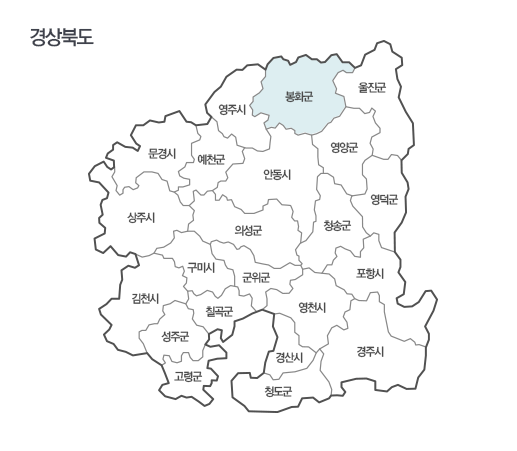 경상북도
봉화군
울진군
영주시
영양군
문경시
예천군
안동시
영덕군
상주시
청송군
의성군
구미시
군위군
포항시
김천시
칠곡군
영천시
성주군
경산시
경주시
고령군
청도군